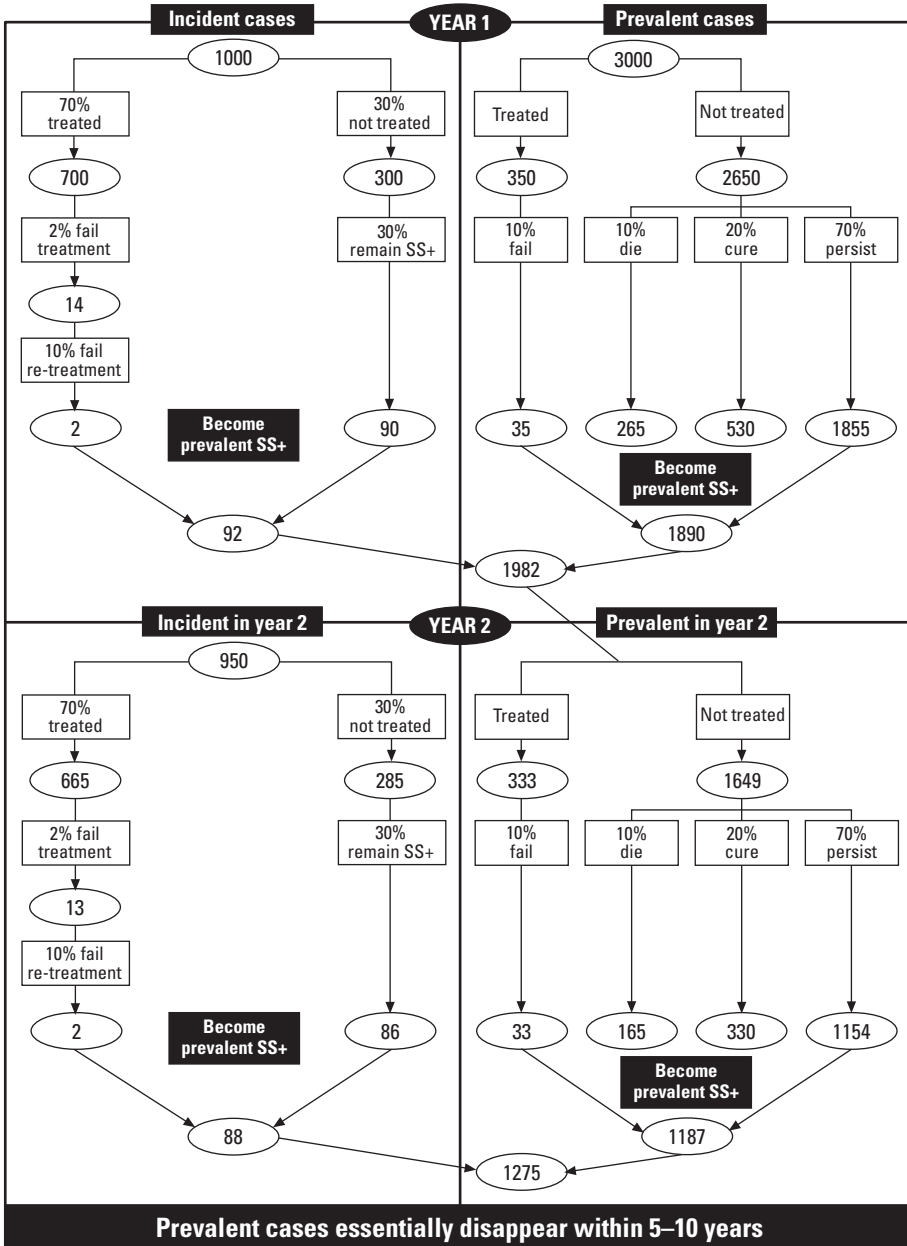 Incident cases
YEAR 1
Prevalent cases
1000
3000
70%
treated
30%
not treated
Treated
Not treated
700
300
350
2650
2% fail
treatment
30%
remain SS+
10%
fail
10%
die
20%
cure
70%
persist
14
10% fail
re-treatment
2
Become
prevalent SS+
90
35
265
530
1855
Become
prevalent SS+
92
1890
1982
Incident in year 2
YEAR 2
Prevalent in year 2
950
70%
treated
30%
not treated
Treated
Not treated
665
285
333
1649
2% fail
treatment
30%
remain SS+
10%
fail
10%
die
20%
cure
70%
persist
13
10% fail
re-treatment
2
Become
prevalent SS+
86
33
165
330
1154
Become
prevalent SS+
88
1187
1275
Prevalent cases essentially disappear within 5–10 years